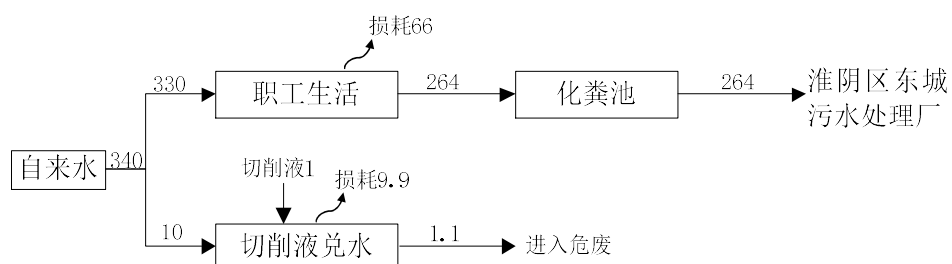 损耗66
330
职工生活
264
化粪池
264
淮阴区东城
污水处理厂
自来水
340
切削液1
损耗9.9
10
切削液兑水
1.1
进入危废